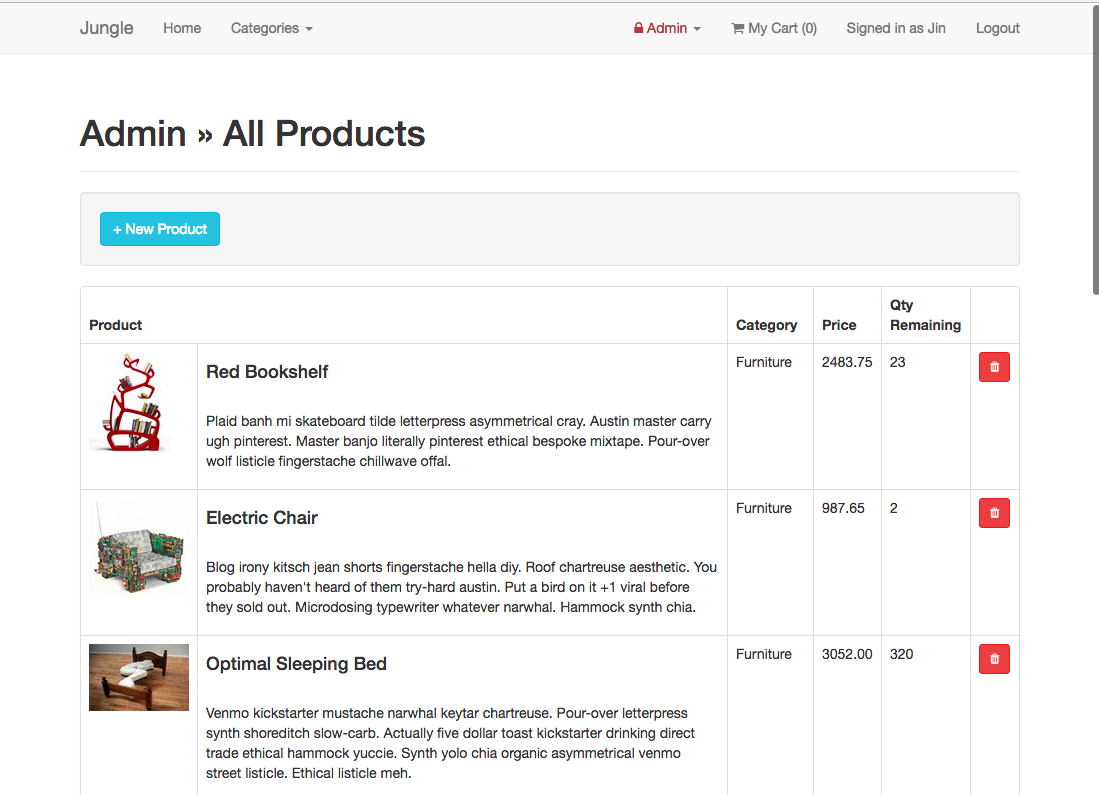 Jungle Home Categories Admin My Cart (0) Signed in as Jin Logout
Admin » All Products
+ New Product
Product Category Price Qty Remaining
Red Bookshelf Furniture 2483.75 23
Plaid banh mi skateboard tilde letterpress asymmetrical cray. Austin master carry
ugh pinterest. Master banjo literally pinterest ethical bespoke mixtape. Pour-over
wolf listicle fingerstache chillwave offal.
Electric Chair Furniture 987.65 2
Blog irony kitsch jean shorts fingerstache hella diy. Roof chartreuse aesthetic. You
probably haven't heard of them try-hard austin. Put a bird on it +1 viral before
they sold out. Microdosing typewriter whatever narwhal. Hammock synth chia.
Optimal Sleeping Bed Furniture 3052.00 320
Venmo kickstarter mustache narwhal keytar chartreuse. Pour-over letterpress
synth shoreditch slow-carb. Actually five dollar toast kickstarter drinking direct
trade ethical hammock yuccie. Synth yolo chia organic asymmetrical venmo
street listicle. Ethical listicle meh.